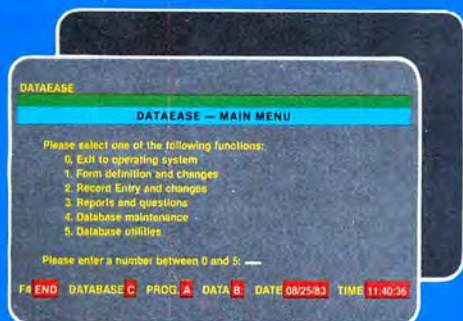 DATAEASE
DATAEASE — MAIN MENU
Please select one of the following functions:
0. Exit to operating system
1. Form definition and changes
2. Record Entry and changes
3. Reports and questions
4. Database maintenance
5. Database utilities
Please enter a number between 0 and 5:
F4 END DATABASE C PROG. A DATA B: DATE 08/25/83 TIME 11:40:36